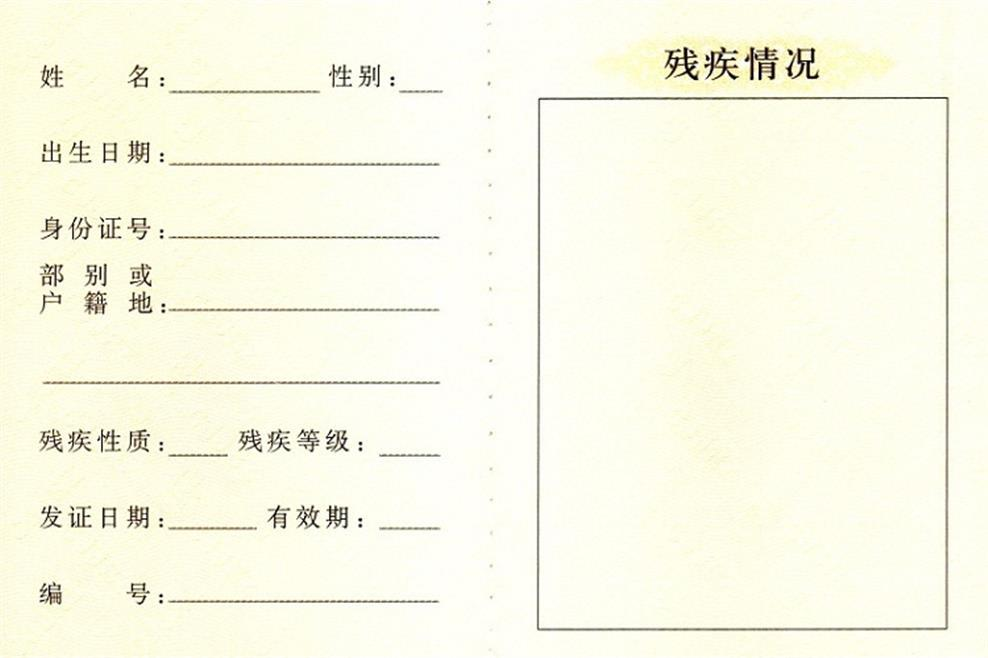 姓 名: 性别:
出生日期:
身份证号:
部 别 或
户 籍 地:
残疾性质: 残疾等级:
发证日期: 有效期:
编 号:
残疾情况